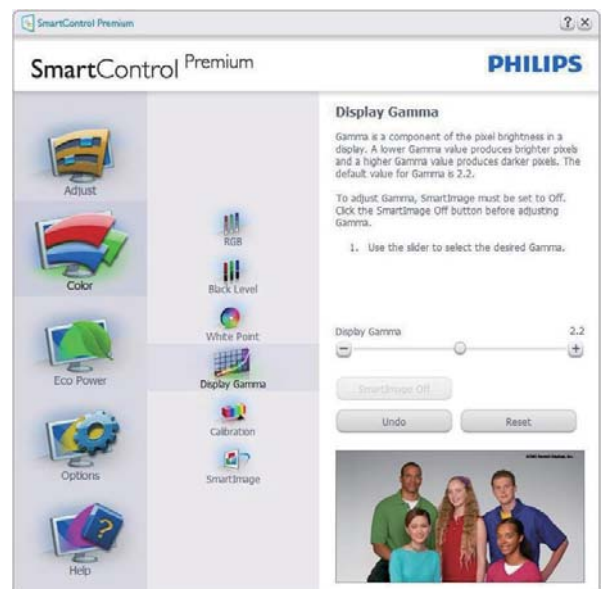 SmartControl Premium
SmartControl Premium
PHILIPS
Adjust
Color
Eco Power
Options
Help
RGB
Black Level
White Point
Display Gamma
Calibration
SmartImage
Display Gamma
Gamma is a component of the pixel brightness in a
display. A lower Gamma value produces brighter pixels
and a higher Gamma value produces darker pixels. The
default value for Gamma is 2.2.
To adjust Gamma, SmartImage must be set to Off.
Click the SmartImage Off button before adjusting
Gamma.
1. Use the slider to select the desired Gamma.
Display Gamma 2.2
SmartImage Off
Undo Reset